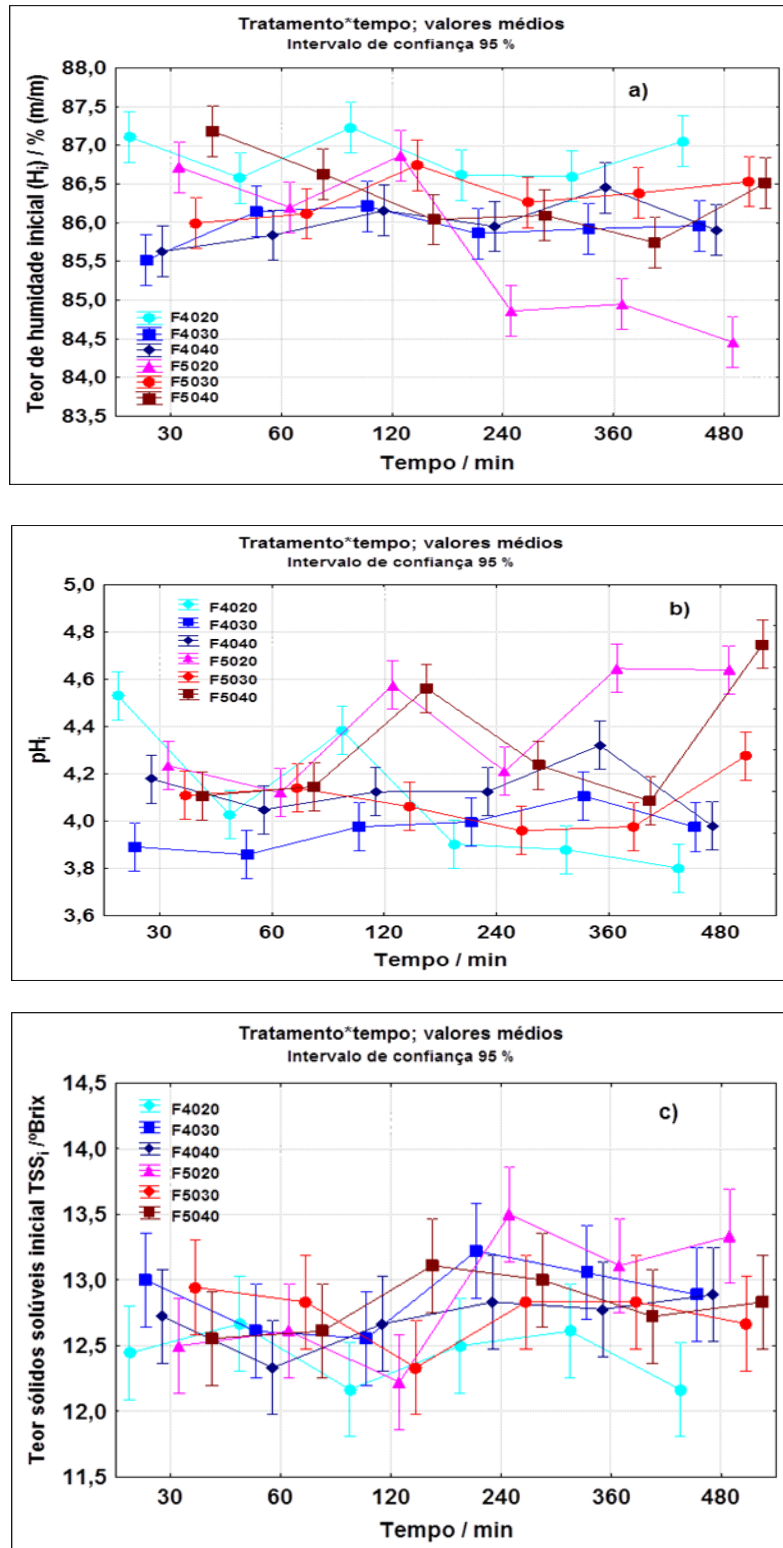 Tratamento*tempo; valores médios
Intervalo de confiança 95 %
a)
Teor de humidade inicial (Hi) / % (m/m)
88,0
87,5
87,0
86,5
86,0
85,5
85,0
84,5
84,0
83,5
F4020
F4030
F4040
F5020
F5030
F5040
30 60 120 240 360 480
Tempo / min
Tratamento*tempo; valores médios
Intervalo de confiança 95 %
b)
pHi
5,0
4,8
4,6
4,4
4,2
4,0
3,8
3,6
F4020
F4030
F4040
F5020
F5030
F5040
30 60 120 240 360 480
Tempo / min
Tratamento*tempo; valores médios
Intervalo de confiança 95 %
c)
Teor sólidos solúveis inicial TSSi /ºBrix
14,5
14,0
13,5
13,0
12,5
12,0
11,5
F4020
F4030
F4040
F5020
F5030
F5040
30 60 120 240 360 480
Tempo / min